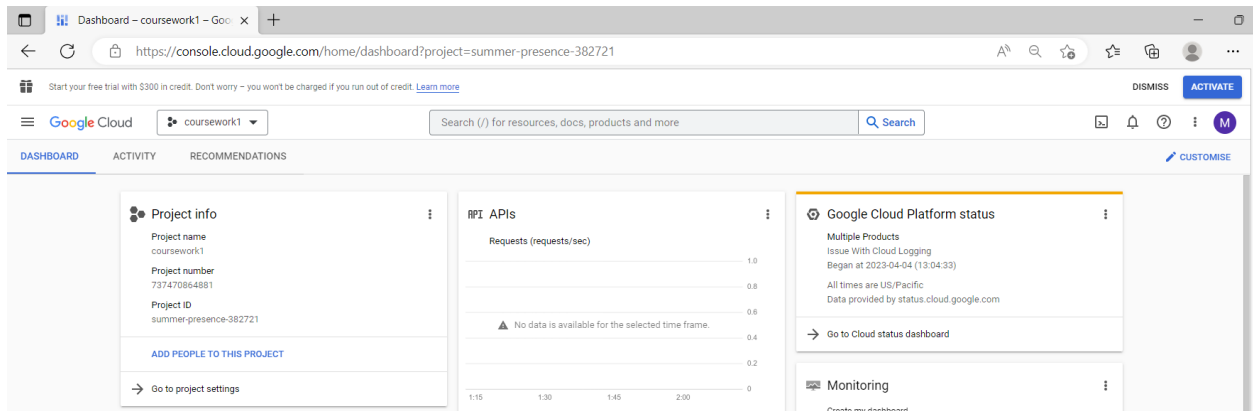 Dashboard – coursework1 – Goo
https://console.cloud.google.com/home/dashboard?project=summer-presence-382721
Start your free trial with $300 in credit. Don't worry – you won't be charged if you run out of credit. Learn more
DISMISS
ACTIVATE
Google Cloud
coursework1
Search (/) for resources, docs, products and more
Search
M
DASHBOARD
ACTIVITY
RECOMMENDATIONS
CUSTOMISE
Project info
Project name
coursework1
Project number
737470864881
Project ID
summer-presence-382721
ADD PEOPLE TO THIS PROJECT
Go to project settings
API APIs
Requests (requests/sec)
1.0
0.8
0.6
No data is available for the selected time frame.
0.4
0.2
0
1:15
1:30
1:45
2:00
Google Cloud Platform status
Multiple Products
Issue With Cloud Logging
Began at 2023-04-04 (13:04:33)
All times are US/Pacific
Data provided by status.cloud.google.com
Go to Cloud status dashboard
Monitoring
Create my dashboard